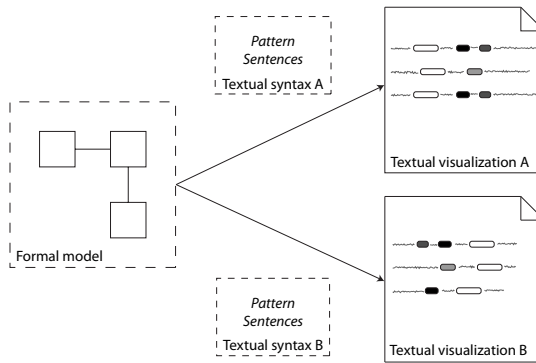 Pattern
Sentences
Textual syntax A
Textual visualization A
Formal model
Pattern
Sentences
Textual syntax B
Textual visualization B